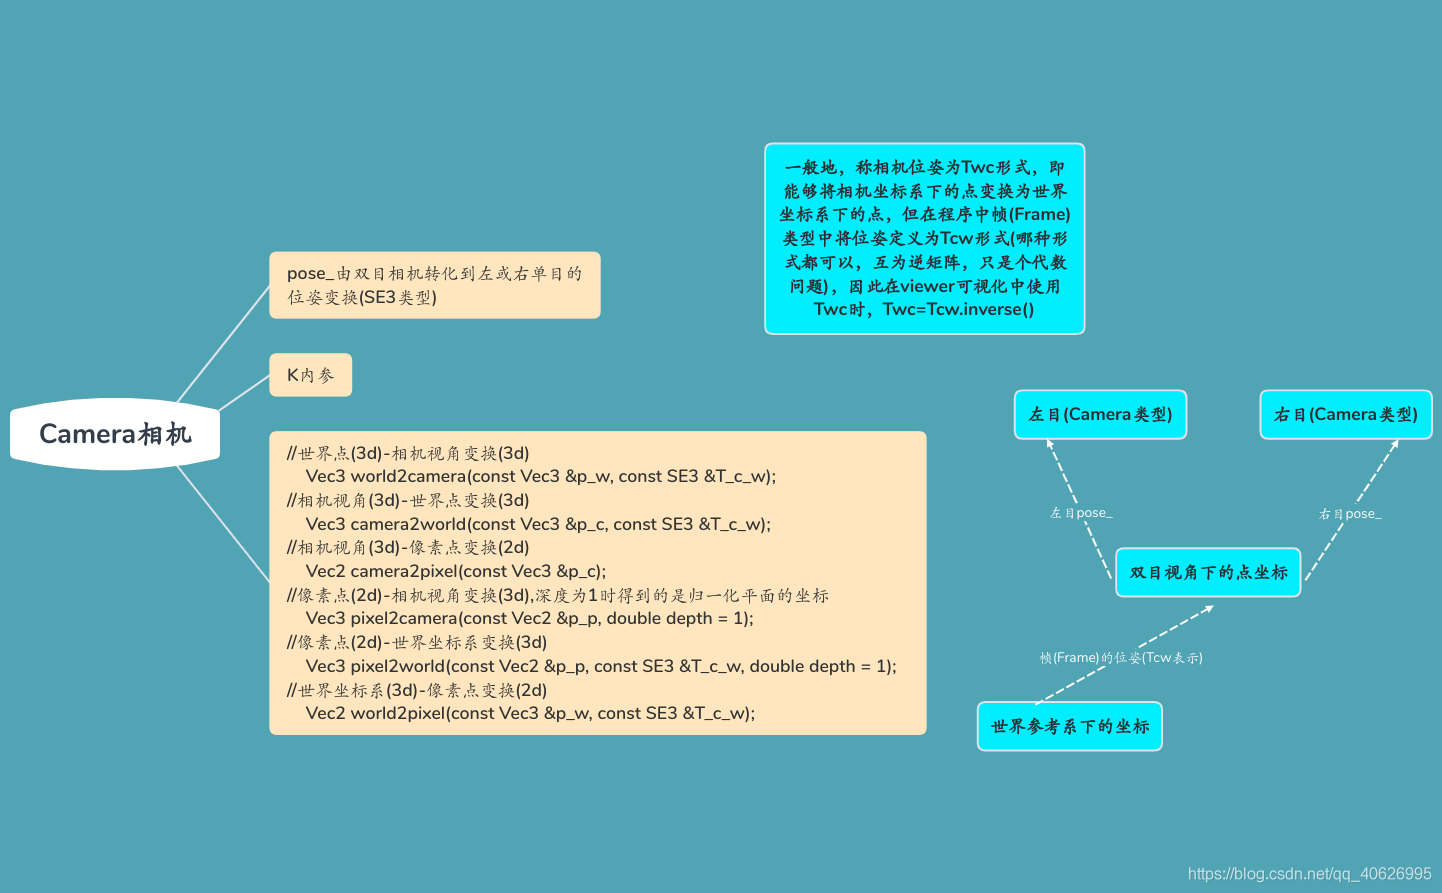 Camera相机
pose_由双目相机转化到左或右单目的
位姿变换(SE3类型)
K内参
//世界点(3d)-相机视角变换(3d)
Vec3 world2camera(const Vec3 &p_w, const SE3 &T_c_w);
//相机视角(3d)-世界点变换(3d)
Vec3 camera2world(const Vec3 &p_c, const SE3 &T_c_w);
//相机视角(3d)-像素点变换(2d)
Vec2 camera2pixel(const Vec3 &p_c);
//像素点(2d)-相机视角变换(3d),深度为1时得到的是归一化平面的坐标
Vec3 pixel2camera(const Vec2 &p_p, double depth = 1);
//像素点(2d)-世界坐标系变换(3d)
Vec3 pixel2world(const Vec2 &p_p, const SE3 &T_c_w, double depth = 1);
//世界坐标系(3d)-像素点变换(2d)
Vec2 world2pixel(const Vec3 &p_w, const SE3 &T_c_w);
一般地，称相机位姿为Twc形式，即
能够将相机坐标系下的点变换为世界
坐标系下的点，但在程序中帧(Frame)
类型中将位姿定义为Tcw形式(哪种形
式都可以，互为逆矩阵，只是个代数
问题)，因此在viewer可视化中使用
Twc时，Twc=Tcw.inverse()
左目(Camera类型)
右目(Camera类型)
左目pose_
右目pose_
双目视角下的点坐标
帧(Frame)的位姿(Tcw表示)
世界参考系下的坐标
https://blog.csdn.net/qq_40626995